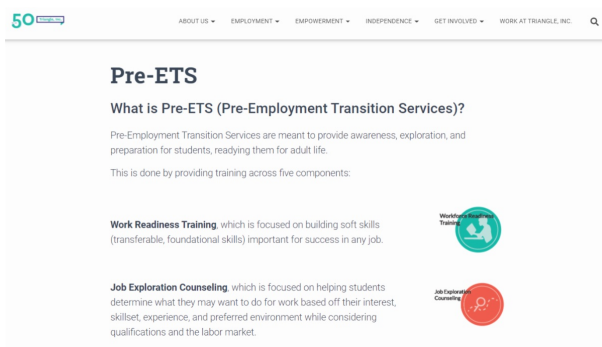 50 triangle, inc.
ABOUT US EMPLOYMENT EMPOWERMENT INDEPENDENCE GET INVOLVED WORK AT TRIANGLE, INC.
Pre-ETS
What is Pre-ETS (Pre-Employment Transition Services)?
Pre-Employment Transition Services are meant to provide awareness, exploration, and
preparation for students, readying them for adult life.
This is done by providing training across five components:
Work Readiness Training, which is focused on building soft skills
(transferable, foundational skills) important for success in any job.
Workforce Readiness
Training
Job Exploration Counseling, which is focused on helping students
determine what they may want to do for work based off their interest,
skillset, experience, and preferred environment while considering
qualifications and the labor market.
Job Exploration
Counseling